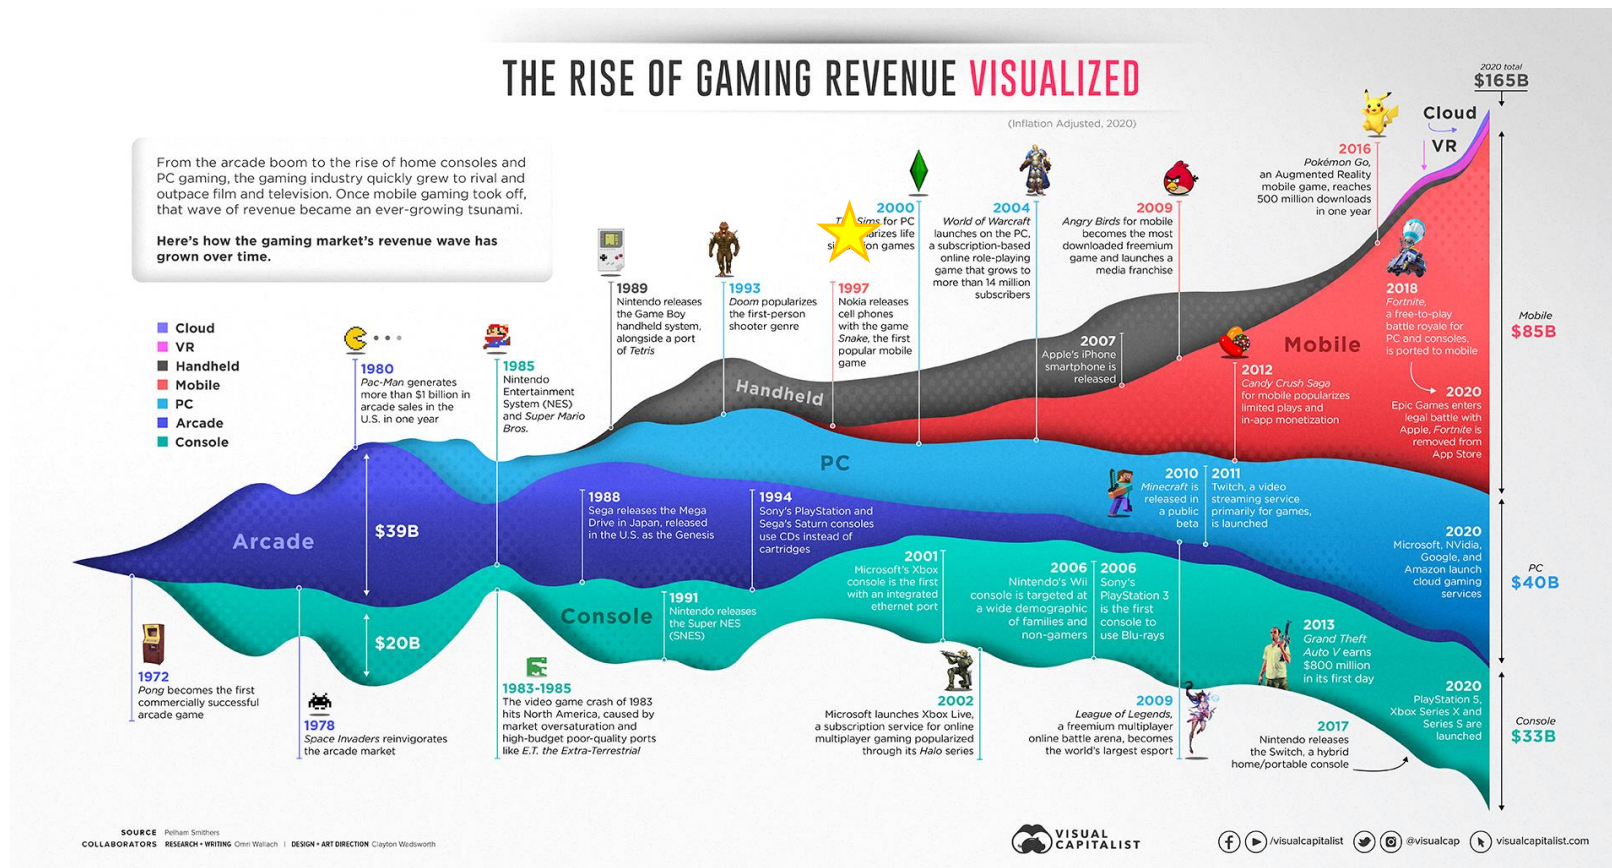 THE RISE OF GAMING REVENUE VISUALIZED
(Inflation Adjusted, 2020)
2020 total
$165B
From the arcade boom to the rise of home consoles and
PC gaming, the gaming industry quickly grew to rival and
outpace film and television. Once mobile gaming took off,
that wave of revenue became an ever-growing tsunami.
Here's how the gaming market's revenue wave has
grown over time.
Cloud
VR
Handheld
Mobile
PC
Arcade
Console
1980
Pac-Man generates
more than $1 billion in
arcade sales in the
U.S. in one year
1985
Nintendo
Entertainment
System (NES)
and Super Mario
Bros.
1989
Nintendo releases
the Game Boy
handheld system,
alongside a port
of Tetris
1993
Doom popularizes
the first-person
shooter genre
1997
Nokia releases
cell phones
with the game
Snake, the first
popular mobile
game
2000
Sims for PC
life
games
2004
World of Warcraft
launches on the PC,
a subscription-based
online role-playing
game that grows to
more than 14 million
subscribers
2009
Angry Birds for mobile
becomes the most
downloaded freemium
game and launches a
media franchise
2016
Pokémon Go,
an Augmented Reality
mobile game, reaches
500 million downloads
in one year
Cloud
VR
2007
Apple's iPhone
smartphone is
released
2012
Candy Crush Saga
for mobile popularizes
limited plays and
in-app monetization
2018
Fortnite,
a free-to-play
battle royale for
PC and consoles,
is ported to mobile
2020
Epic Games enters
legal battle with
Apple, Fortnite is
removed from
App Store
Handheld
Mobile
PC
Arcade
Console
$39B
$20B
1988
Sega releases the Mega
Drive in Japan, released
in the U.S. as the Genesis
1994
Sony's PlayStation and
Sega's Saturn consoles
use CDs instead of
cartridges
2010
Minecraft is
released in
a public
beta
2011
Twitch, a video
streaming service
primarily for games,
is launched
2020
Microsoft, NVidia,
Google, and
Amazon launch
cloud gaming
services
1991
Nintendo releases
the Super NES
(SNES)
2001
Microsoft's Xbox
console is the first
with an integrated
ethernet port
2006
Nintendo's Wii
console is targeted at
a wide demographic
of families and
non-gamers
2006
Sony's
PlayStation 3
is the first
console to
use Blu-rays
2013
Grand Theft
Auto V earns
$800 million
in its first day
2020
PlayStation 5,
Xbox Series X and
Series S are
launched
1972
Pong becomes the first
commercially successful
arcade game
1978
Space Invaders reinvigorates
the arcade market
1983-1985
The video game crash of 1983
hits North America, caused by
market oversaturation and
high-budget poor-quality ports
like E.T. the Extra-Terrestrial
2002
Microsoft launches Xbox Live,
a subscription service for online
multiplayer gaming popularized
through its Halo series
2009
League of Legends,
a freemium multiplayer
online battle arena, becomes
the world's largest esport
2017
Nintendo releases
the Switch, a hybrid
home/portable console
Mobile
$85B
PC
$40B
Console
$33B
SOURCE Pelham Smithers
COLLABORATORS RESEARCH + WRITING Omri Wallach | DESIGN + ART DIRECTION Clayton Wadsworth
VISUAL
CAPITALIST
/visualcapitalist
@visualcap
visualcapitalist.com